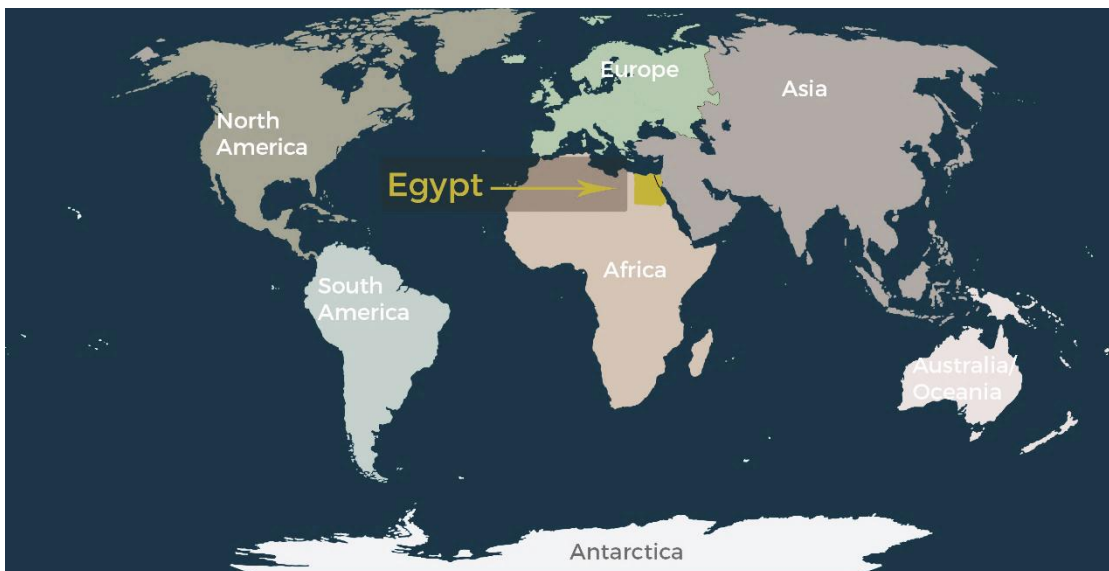 Europe
Asia
North
America
Egypt
Africa
South
America
Australia/
Oceania
Antarctica